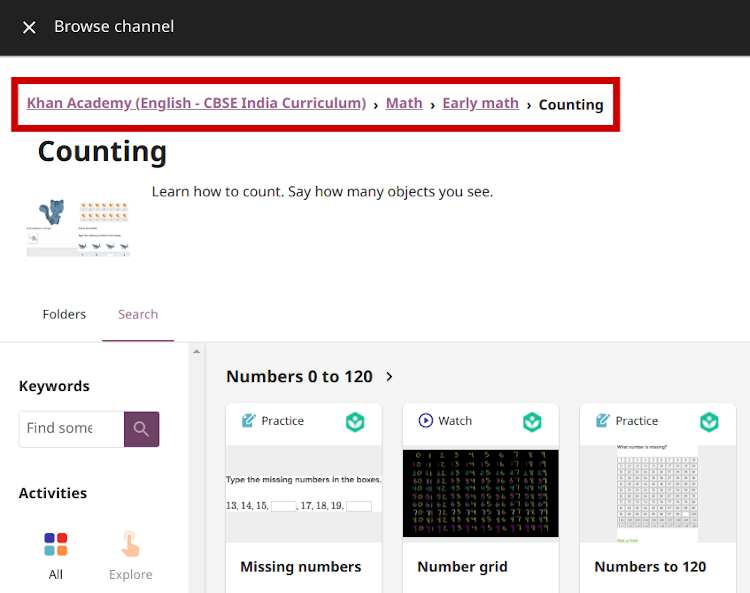 Browse channel
Khan Academy (English - CBSE India Curriculum) › Math › Early math › Counting
Counting
Learn how to count. Say how many objects you see.
Folders
Search
Keywords
Find some
Activities
All
Explore
Numbers 0 to 120 >
Practice
Type the missing numbers in the boxes.
13, 14, 15, , 17, 18, 19,
Missing numbers
Watch
Number grid
Practice
What number is missing?
Get a hint
Numbers to 120